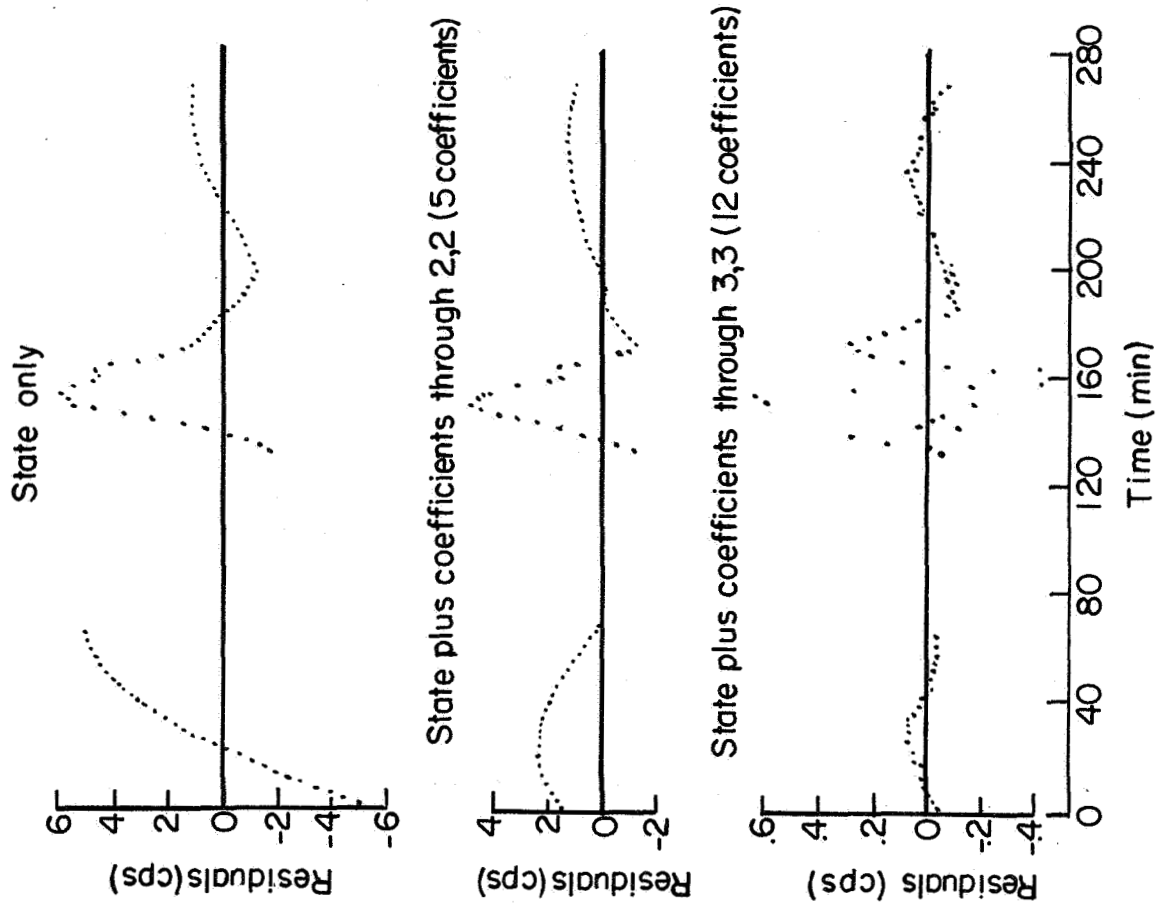 State only
Residuals (cps)
6
4
2
0
-2
-4
-6
State plus coefficients through 2,2 (5 coefficients)
Residuals (cps)
4
2
0
-2
State plus coefficients through 3,3 (12 coefficients)
Residuals (cps)
.6
.4
.2
0
-.2
-.4
0 40 80 120 160 200 240 280
Time (min)